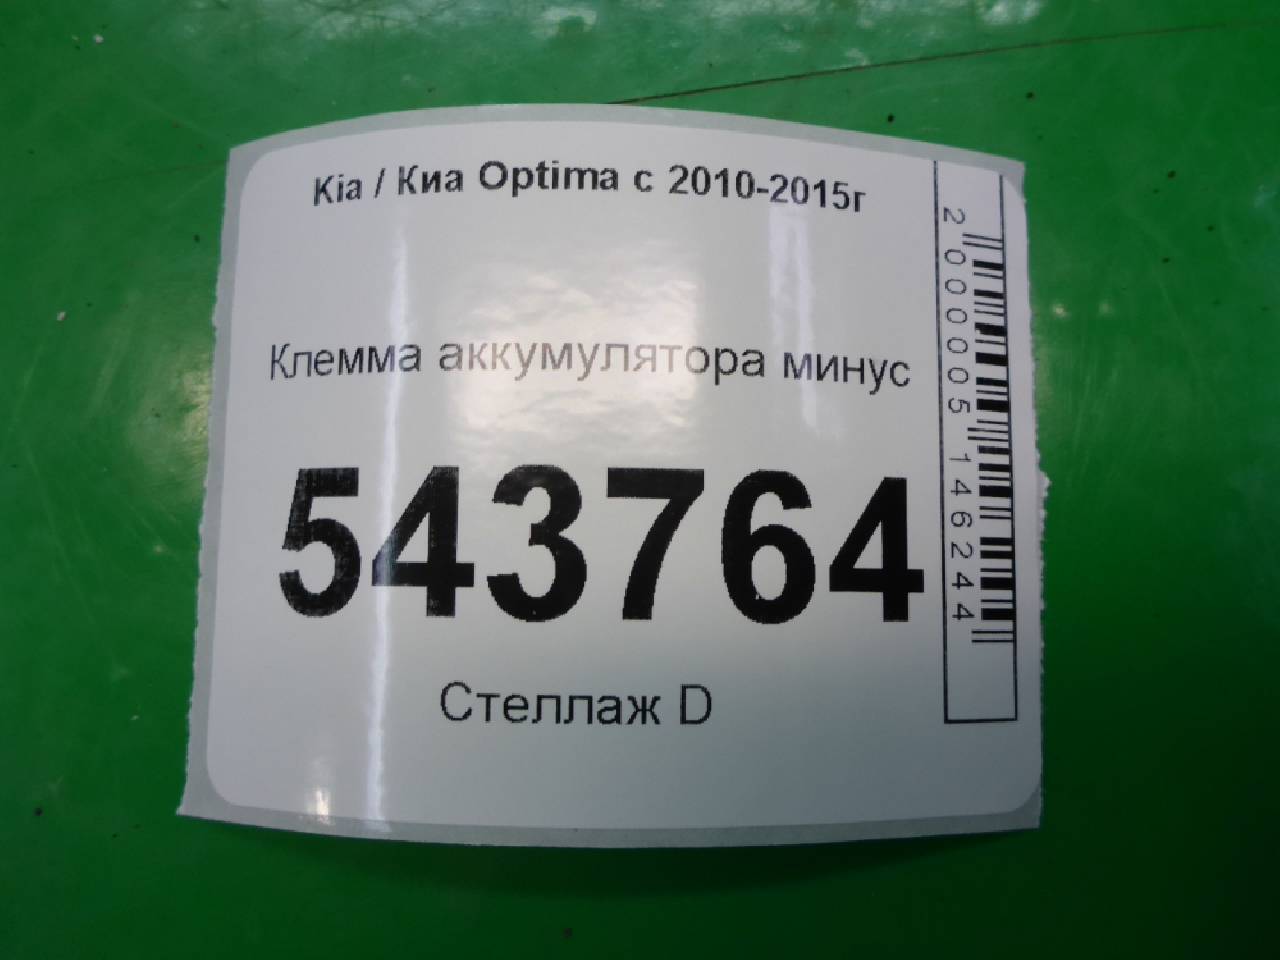 Kia / Киа Optima с 2010-2015г
Клемма аккумулятора минус
543764
Стеллаж D
2000005146244